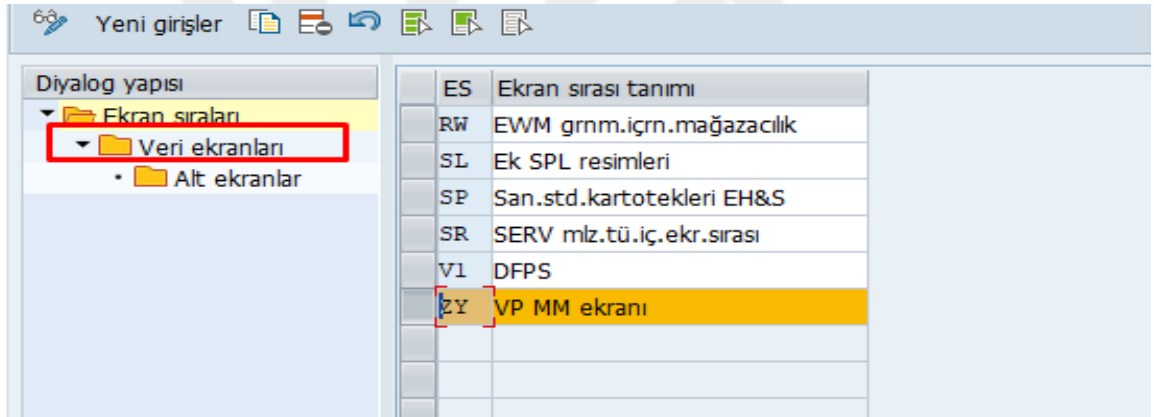 Yeni girişler
Diyalog yapısı
Ekran sıraları
Veri ekranları
Alt ekranlar
ES Ekran sırası tanımı
RW EWM grnm.içrn.mağazacılık
SL Ek SPL resimleri
SP San.std.kartotekleri EH&S
SR SERV mlz.tü.iç.ekr.sırası
V1 DFPS
ZY VP MM ekranı